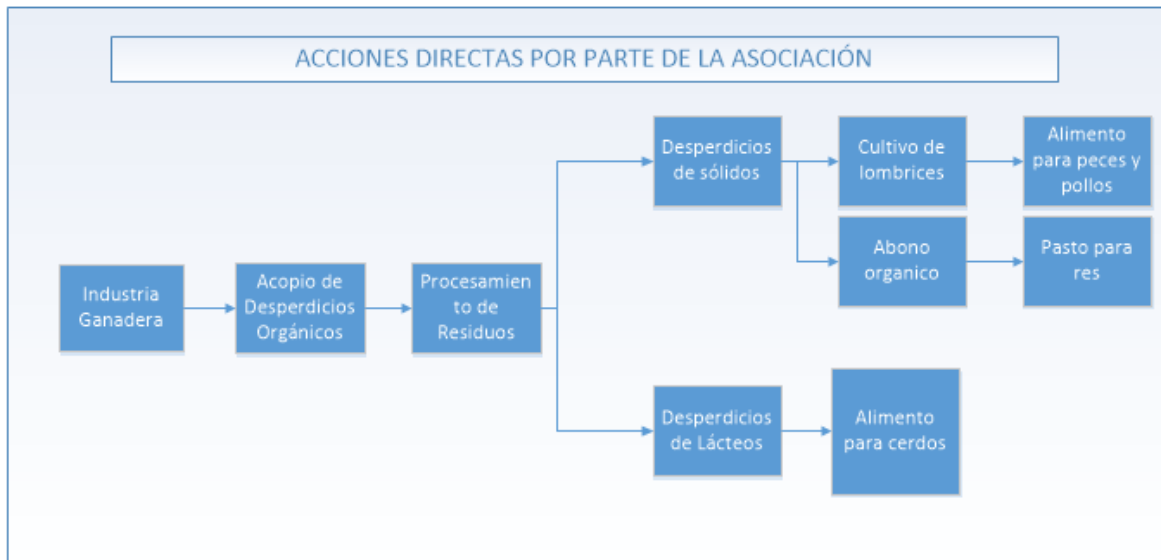 ACCIONES DIRECTAS POR PARTE DE LA ASOCIACIÓN
Desperdicios
de sólidos
Cultivo de
lombrices
Alimento
para peces y
pollos
Abono
organico
Pasto para
res
Industria
Ganadera
Acopio de
Desperdicios
Orgánicos
Procesamien
to de
Residuos
Desperdicios
de Lácteos
Alimento
para cerdos